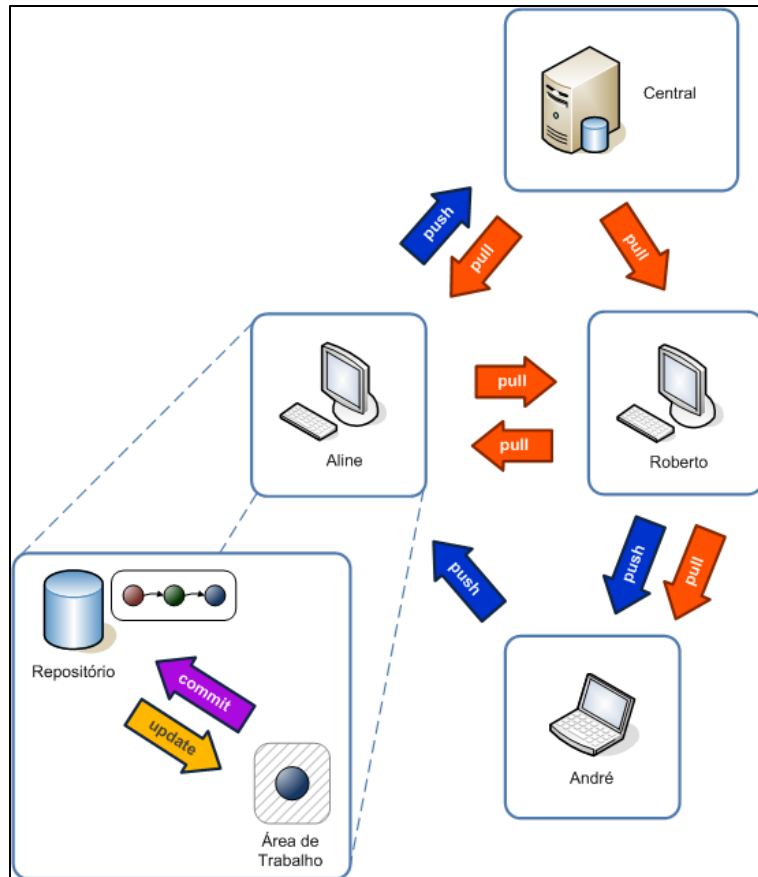 Central
push
pull
pull
Aline
pull
pull
Roberto
push
push
pull
Repositório
commit
update
Área de
Trabalho
André